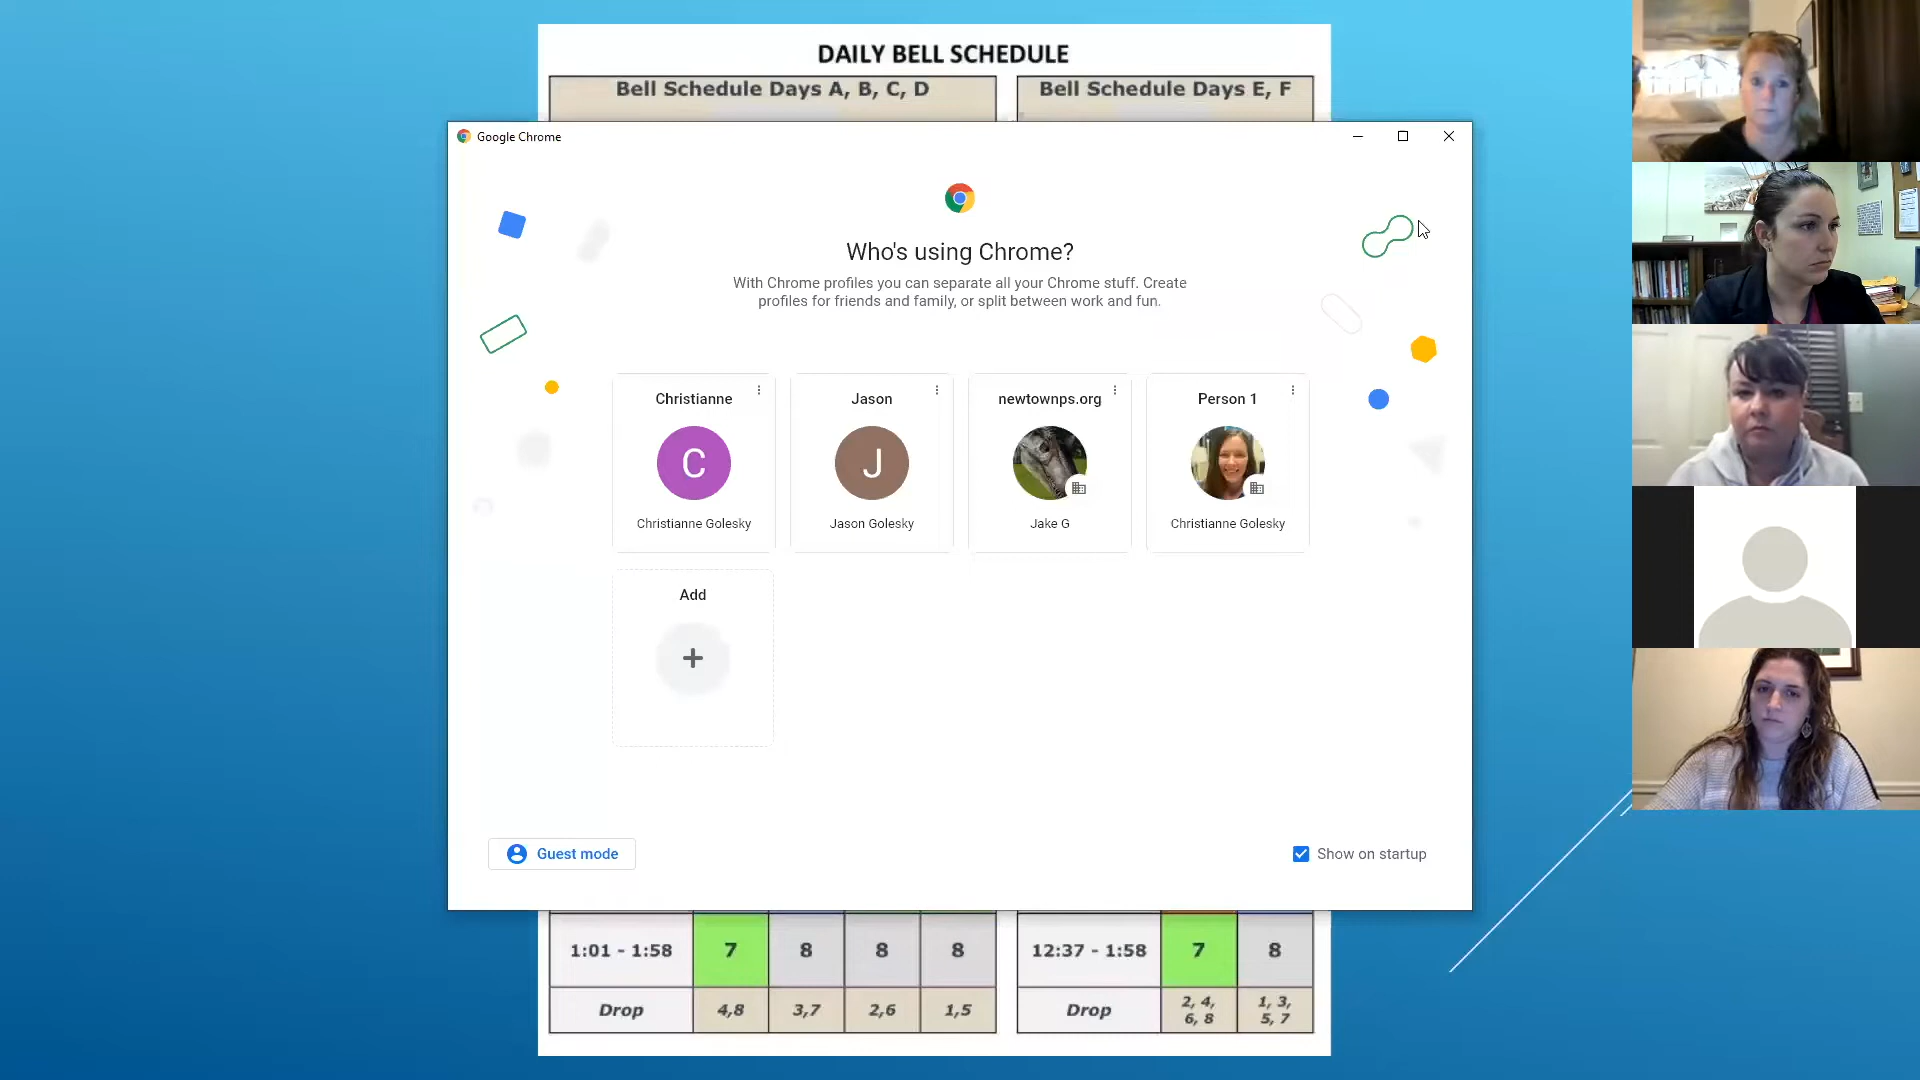 DAILY BELL SCHEDULE
Bell Schedule Days A, B, C, D
Bell Schedule Days E, F
Google Chrome
Who's using Chrome?
With Chrome profiles you can separate all your Chrome stuff. Create
profiles for friends and family, or split between work and fun.
Christianne
Jason
newtownps.org
Person 1
C
J
Christianne Golesky
Jason Golesky
Jake G
Christianne Golesky
Add
Guest mode
Show on startup
1:01 - 1:58 7 8 8 8
12:37 - 1:58 7 8
Drop 4,8 3,7 2,6 1,5
Drop 2, 4, 1, 3,
6, 8 5, 7